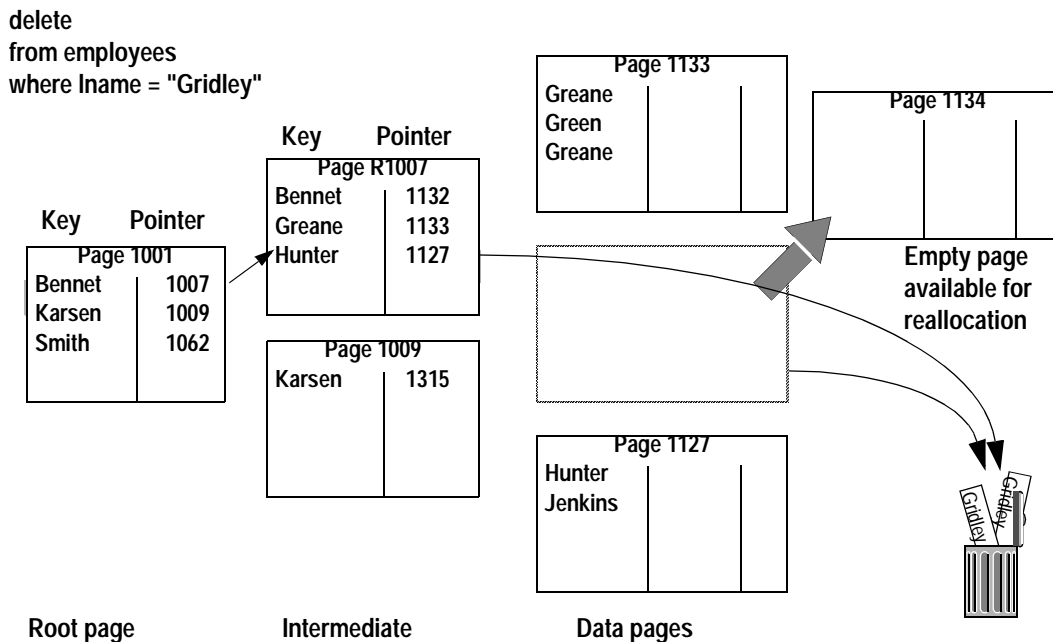 delete
from employees
where lname = "Gridley"
Key Pointer
Page 1001
Bennet 1007
Karsen 1009
Smith 1062
Key Pointer
Page R1007
Bennet 1132
Greane 1133
Hunter 1127
Page 1009
Karsen 1315
Page 1133
Greane
Green
Greane
Page 1134
Empty page
available for
reallocation
Page 1127
Hunter
Jenkins
Gridley
Gridley
Root page
Intermediate
Data pages